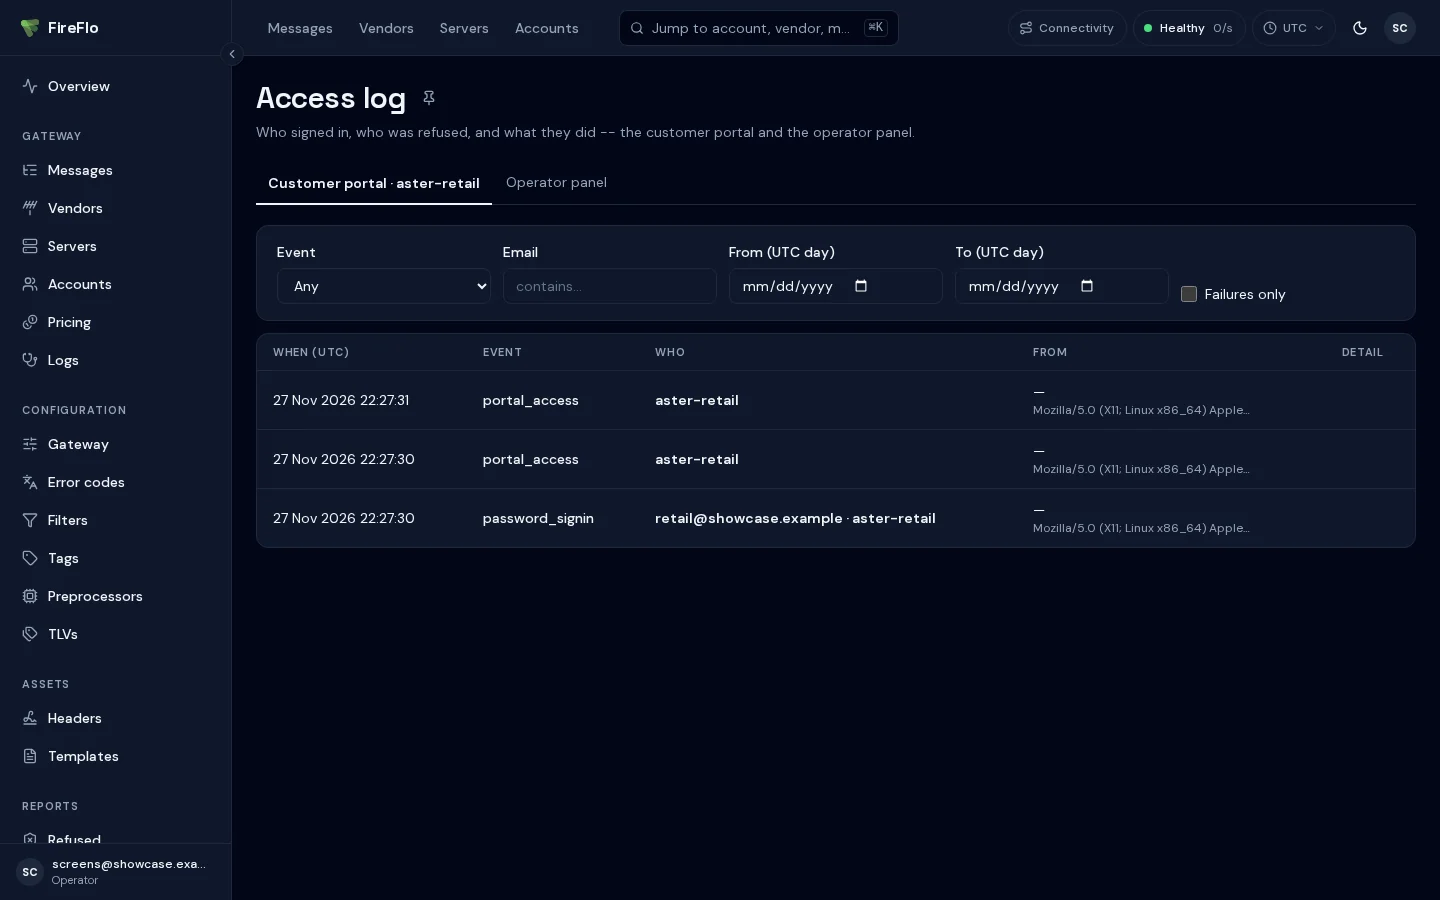 FireFlo
Messages
Vendors
Servers
Accounts
Jump to account, vendor, m...
⌘K
Connectivity
Healthy 0/s
UTC
SC
Overview
GATEWAY
Messages
Vendors
Servers
Accounts
Pricing
Logs
CONFIGURATION
Gateway
Error codes
Filters
Tags
Preprocessors
TLVs
ASSETS
Headers
Templates
REPORTS
Refused
SC
screens@showcase.exa...
Operator
Access log
Who signed in, who was refused, and what they did -- the customer portal and the operator panel.
Customer portal · aster-retail
Operator panel
Event
Email
From (UTC day)
To (UTC day)
Any
contains...
mm/dd/yyyy
mm/dd/yyyy
Failures only
WHEN (UTC) EVENT WHO FROM DETAIL
27 Nov 2026 22:27:31 portal_access aster-retail —
Mozilla/5.0 (X11; Linux x86_64) Apple...
27 Nov 2026 22:27:30 portal_access aster-retail —
Mozilla/5.0 (X11; Linux x86_64) Apple...
27 Nov 2026 22:27:30 password_signin retail@showcase.example · aster-retail —
Mozilla/5.0 (X11; Linux x86_64) Apple...